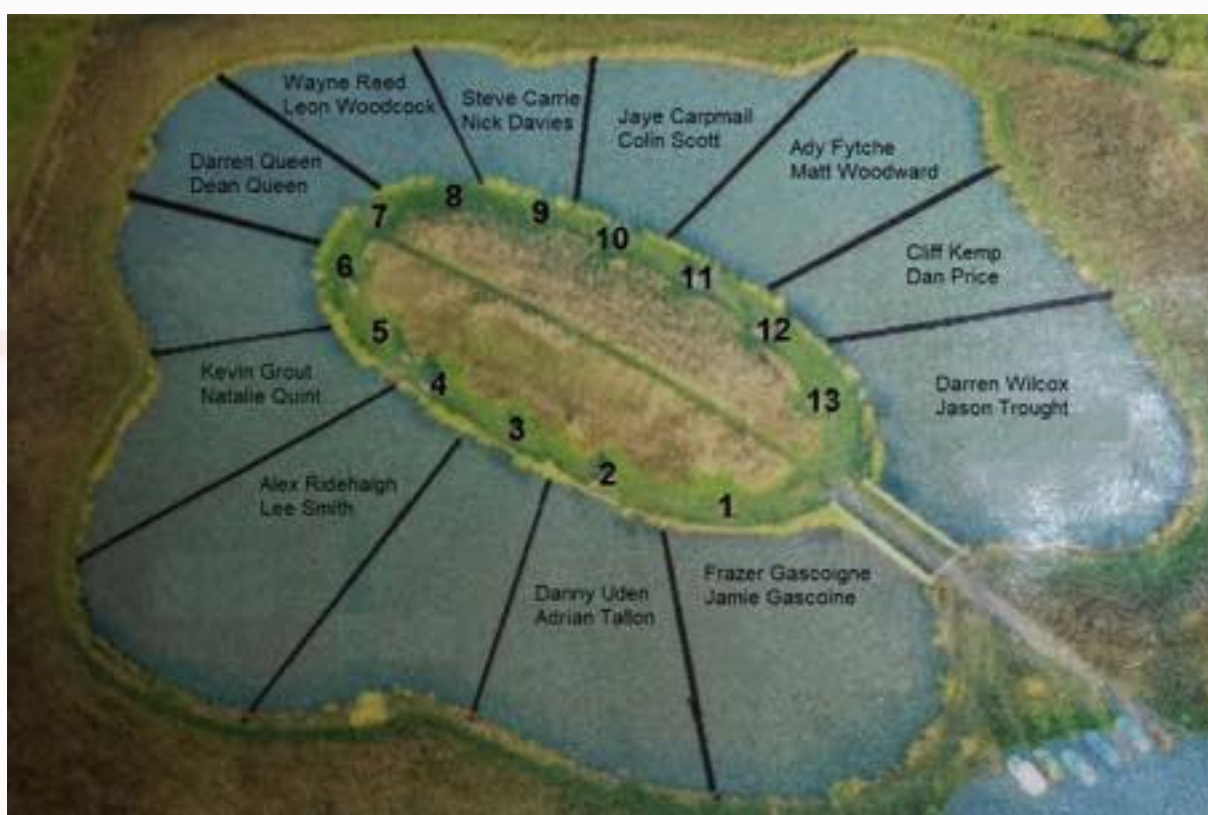 Wayne Reed
Leon Woodcock
Steve Carrie
Nick Davies
Jaye Carpmail
Colin Scott
Ady Fytche
Matt Woodward
Darren Queen
Dean Queen
Cliff Kemp
Dan Price
Kevin Grout
Natalie Quint
Darren Wilcox
Jason Trought
Alex Ridehalgh
Lee Smith
Danny Uden
Adrian Tallon
Frazer Gascoigne
Jamie Gascoine
1
2
3
4
5
6
7
8
9
10
11
12
13